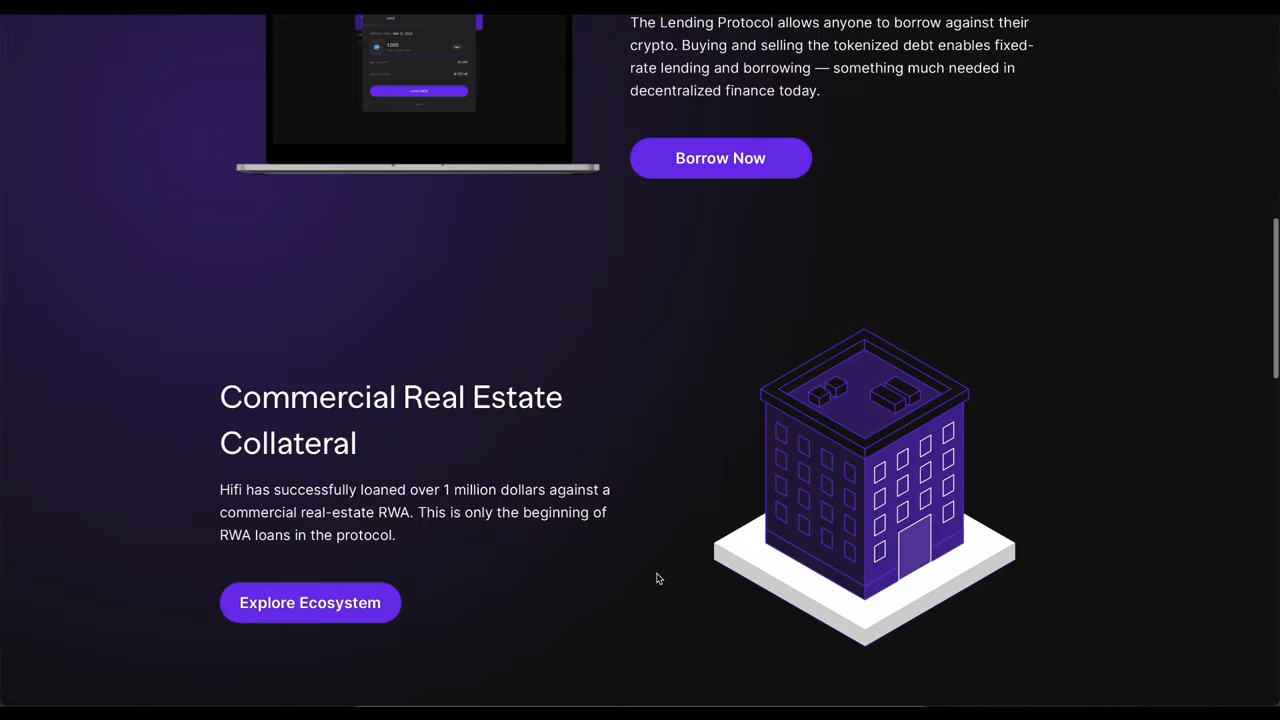 Lend
1,000
The Lending Protocol allows anyone to borrow against their
crypto. Buying and selling the tokenized debt enables fixed-
rate lending and borrowing — something much needed in
decentralized finance today.
Borrow Now
Commercial Real Estate
Collateral
Hifi has successfully loaned over 1 million dollars against a
commercial real-estate RWA. This is only the beginning of
RWA loans in the protocol.
Explore Ecosystem